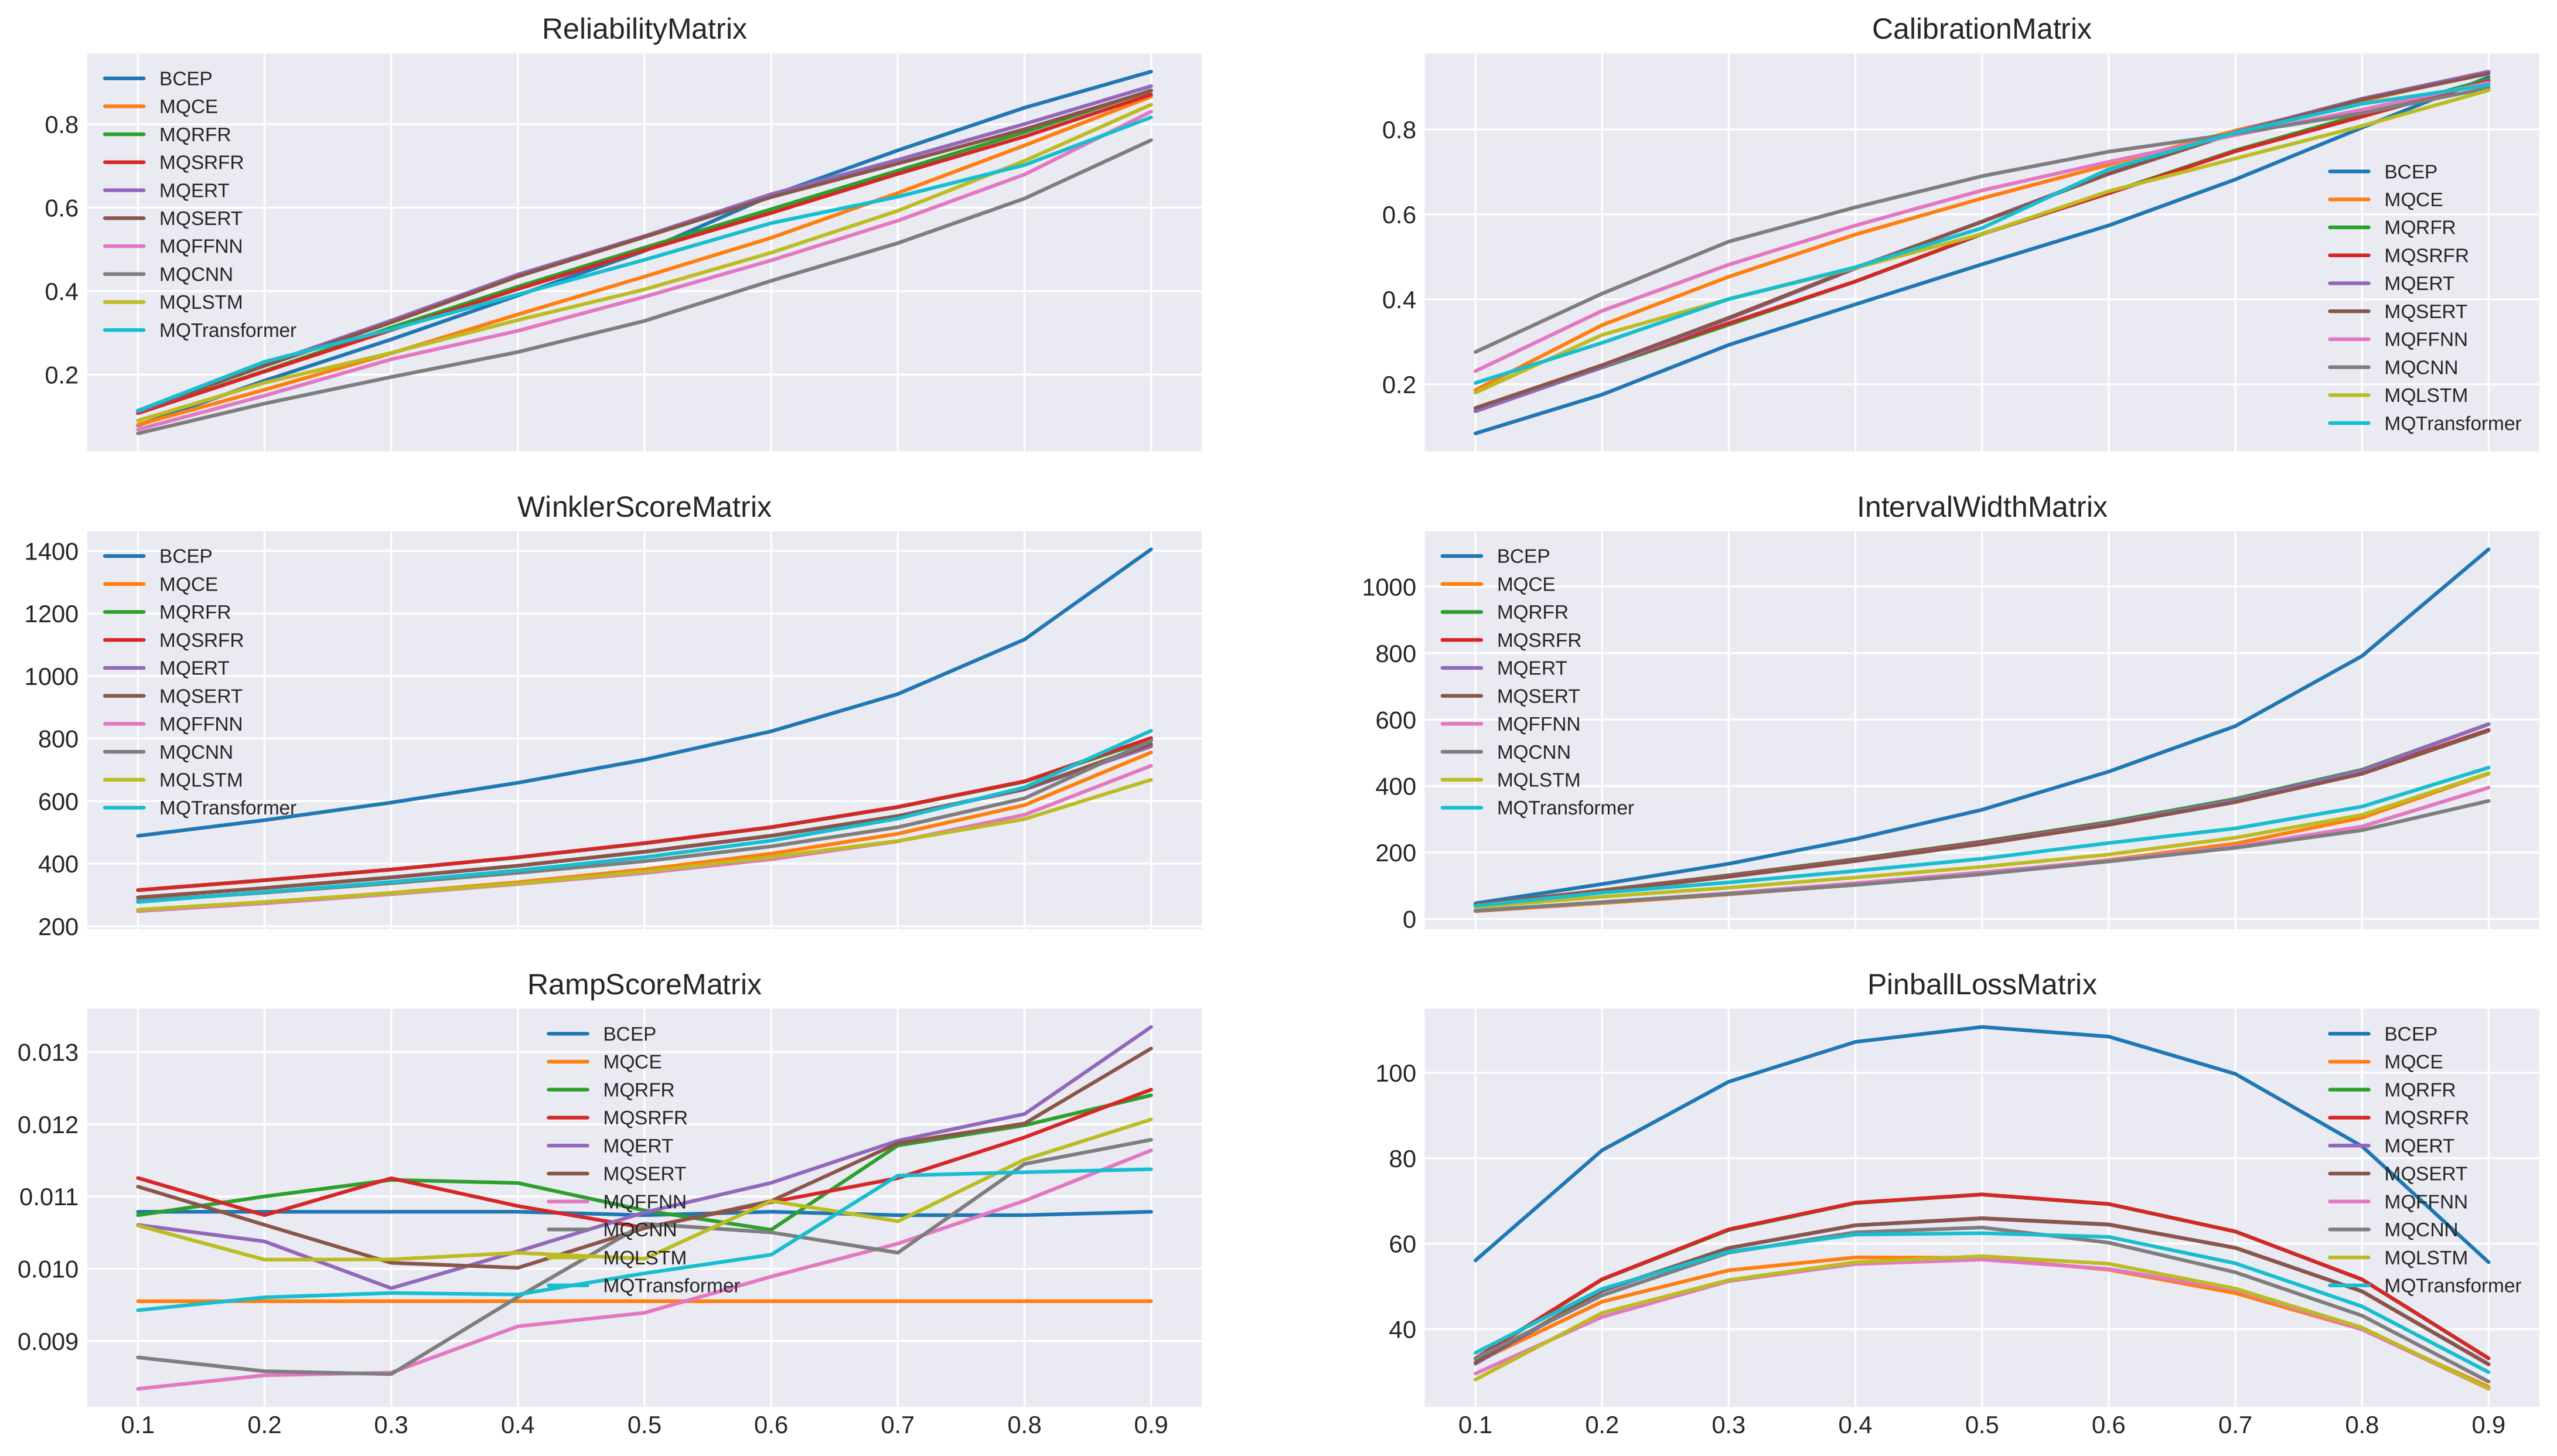 ReliabilityMatrix
0.8
0.6
0.4
0.2
BCEP
MQCE
MQRFR
MQSRFR
MQERT
MQSERT
MQFFNN
MQCNN
MQLSTM
MQTransformer
CalibrationMatrix
0.8
0.6
0.4
0.2
BCEP
MQCE
MQRFR
MQSRFR
MQERT
MQSERT
MQFFNN
MQCNN
MQLSTM
MQTransformer
WinklerScoreMatrix
1400
1200
1000
800
600
400
200
BCEP
MQCE
MQRFR
MQSRFR
MQERT
MQSERT
MQFFNN
MQCNN
MQLSTM
MQTransformer
IntervalWidthMatrix
1000
800
600
400
200
0
BCEP
MQCE
MQRFR
MQSRFR
MQERT
MQSERT
MQFFNN
MQCNN
MQLSTM
MQTransformer
RampScoreMatrix
0.013
0.012
0.011
0.010
0.009
BCEP
MQCE
MQRFR
MQSRFR
MQERT
MQSERT
MQFFNN
MQCNN
MQLSTM
MQTransformer
0.1 0.2 0.3 0.4 0.5 0.6 0.7 0.8 0.9
PinballLossMatrix
100
80
60
40
BCEP
MQCE
MQRFR
MQSRFR
MQERT
MQSERT
MQFFNN
MQCNN
MQLSTM
MQTransformer
0.1 0.2 0.3 0.4 0.5 0.6 0.7 0.8 0.9